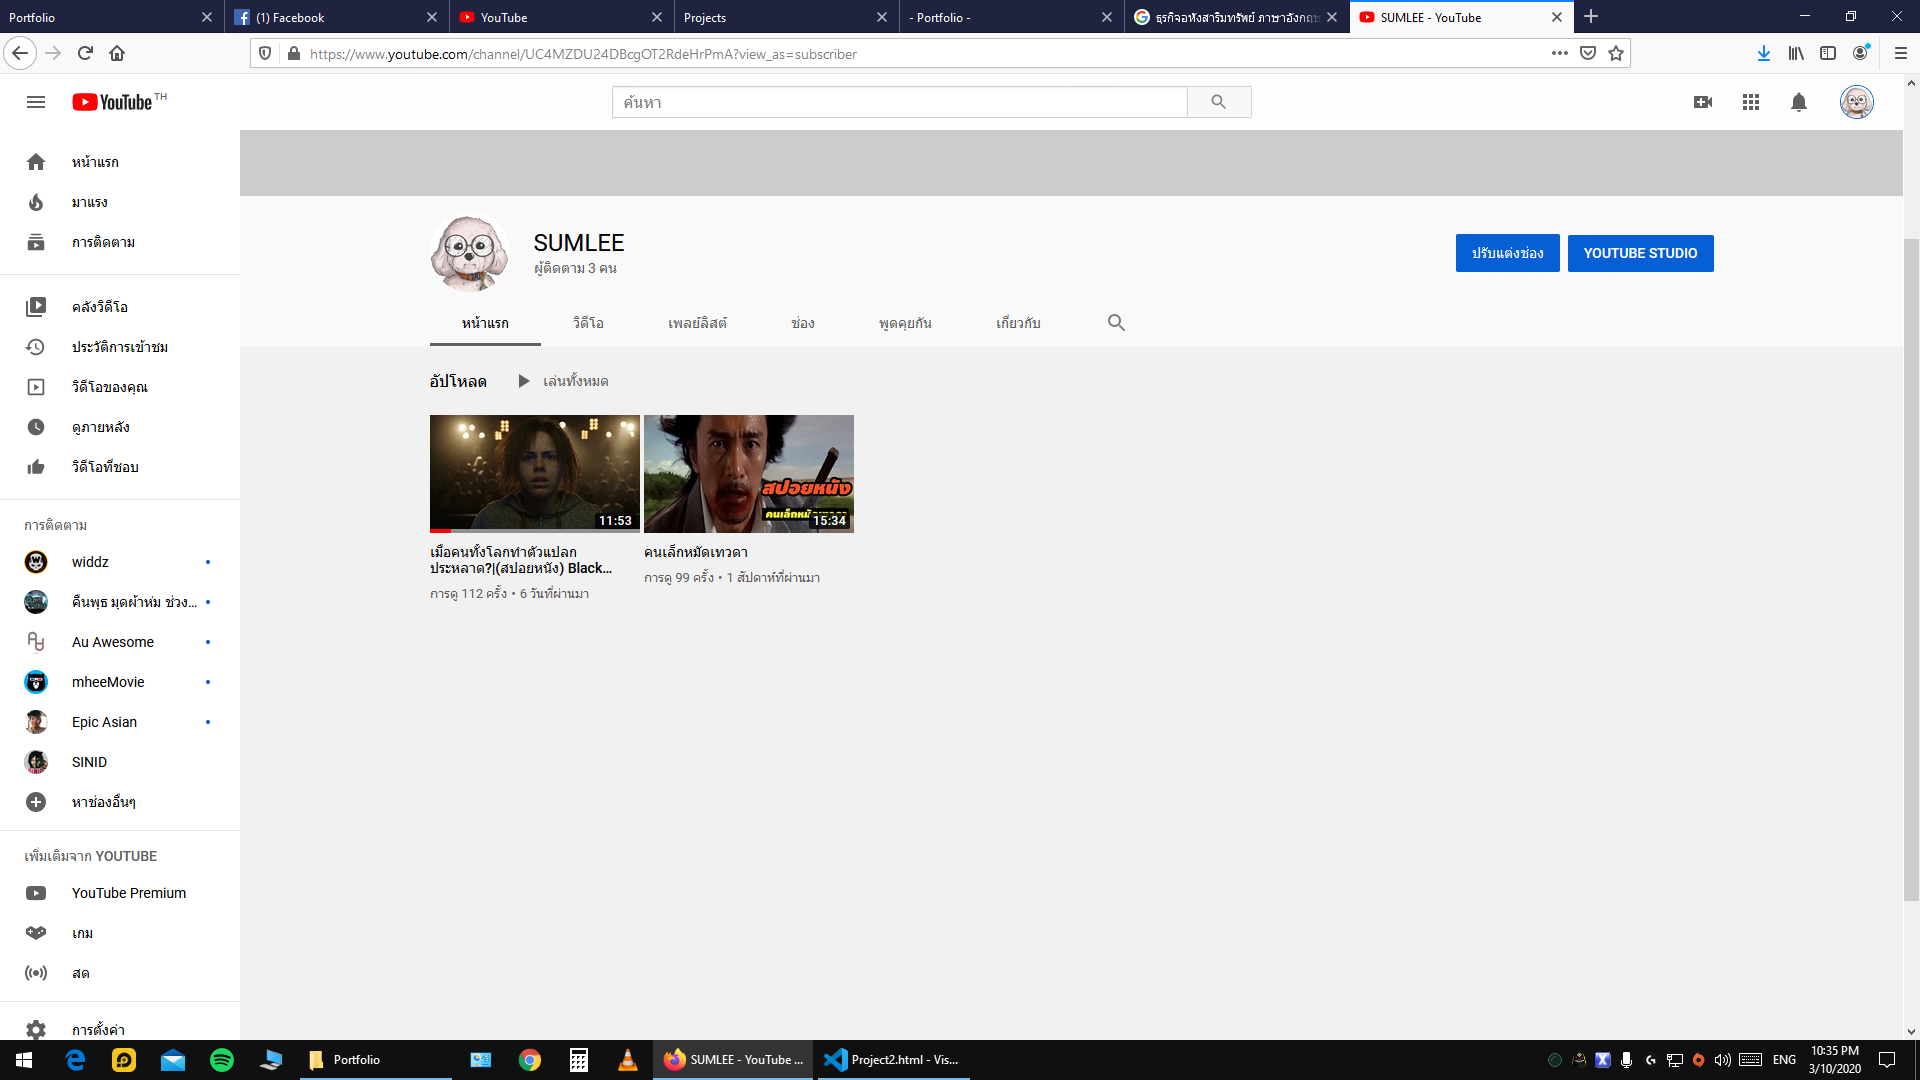 Portfolio
(1) Facebook
YouTube
Projects
- Portfolio -
ธุรกิจอหังสาริมทรัพย์ ภาษาอังกฤษ
SUMLEE - YouTube
https://www.youtube.com/channel/UC4MZDU24DBcgOT2RdeHrPmA?view_as=subscriber
YouTube TH
ค้นหา
หน้าแรก
มาแรง
การติดตาม
คลังวิดีโอ
ประวัติการเข้าชม
วิดีโอของคุณ
ดูภายหลัง
วิดีโอที่ชอบ
การติดตาม
widdz
คืนพุธ มุดผ้าห่ม ช่วง...
Au Awesome
mheeMovie
Epic Asian
SINID
หาช่องอื่นๆ
เพิ่มเติมจาก YOUTUBE
YouTube Premium
เกม
สด
การตั้งค่า
SUMLEE
ผู้ติดตาม 3 คน
ปรับแต่งช่อง
YOUTUBE STUDIO
หน้าแรก
วิดีโอ
เพลย์ลิสต์
ช่อง
พูดคุยกัน
เกี่ยวกับ
อัปโหลด
เล่นทั้งหมด
11:53
สปอยหนัง
15:34
เมื่อคนทั้งโลกทำตัวแปลก
ประหลาด?|(สปอยหนัง) Black...
การดู 112 ครั้ง • 6 วันที่ผ่านมา
คนเล็กหมัดเทวดา
การดู 99 ครั้ง • 1 สัปดาห์ที่ผ่านมา
Portfolio
SUMLEE - YouTube ...
Project2.html - Vis...
ENG
10:35 PM
3/10/2020